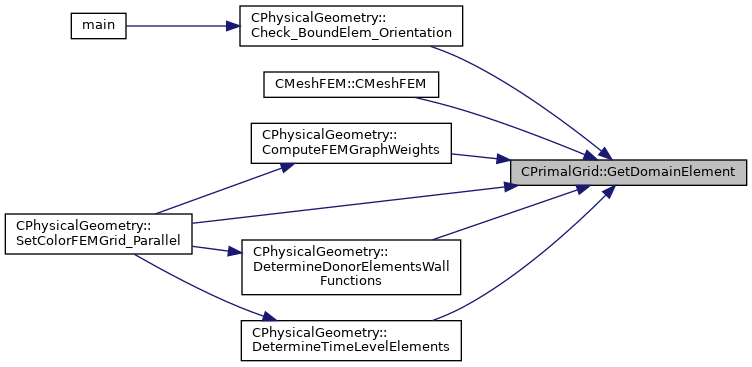 main
CPhysicalGeometry::
Check_BoundElem_Orientation
CMeshFEM::CMeshFEM
CPhysicalGeometry::
ComputeFEMGraphWeights
CPrimalGrid::GetDomainElement
CPhysicalGeometry::
SetColorFEMGrid_Parallel
CPhysicalGeometry::
DetermineDonorElementsWall
Functions
CPhysicalGeometry::
DetermineTimeLevelElements